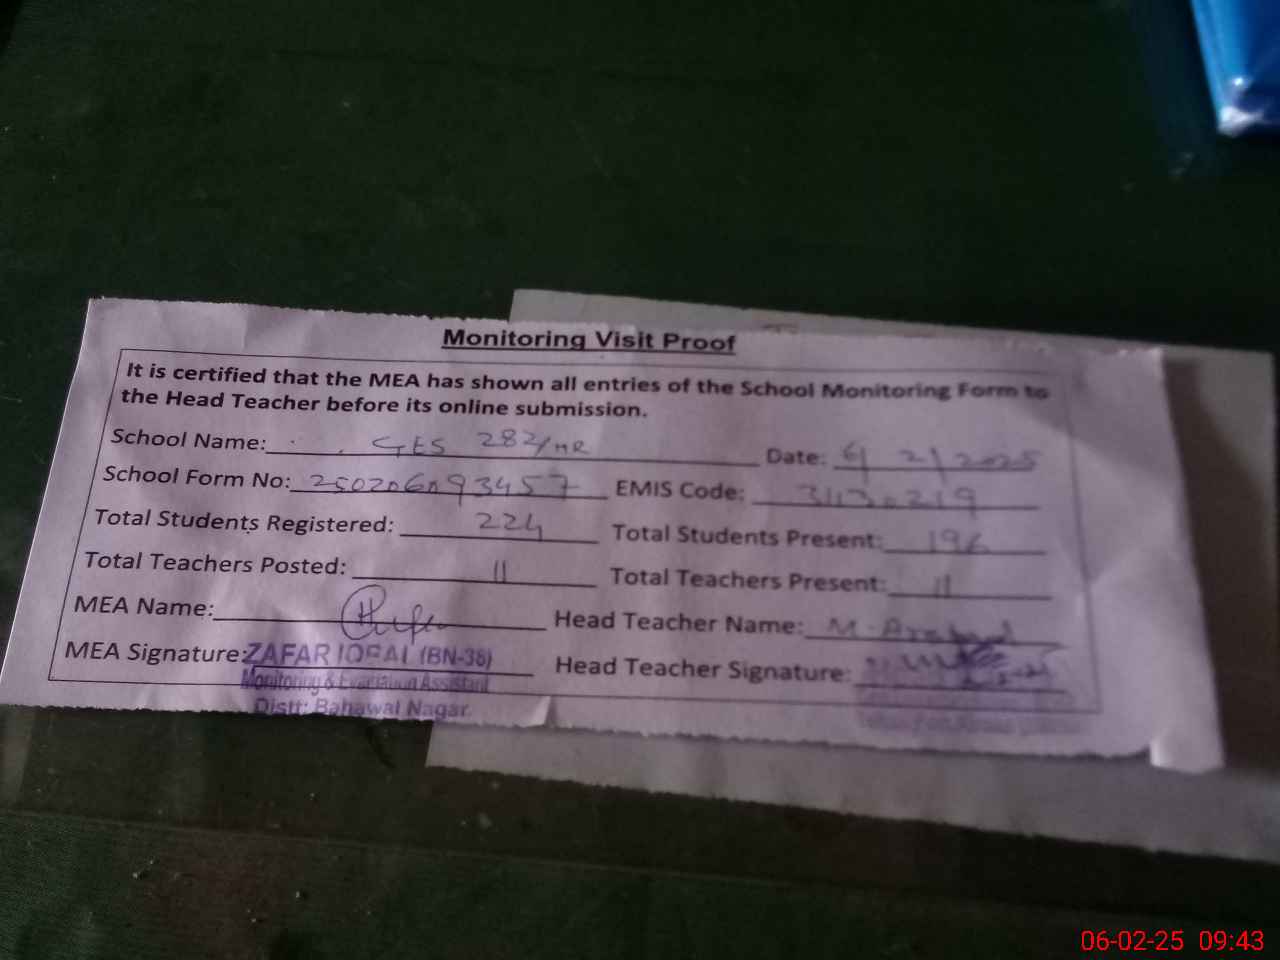 Monitoring Visit Proof
It is certified that the MEA has shown all entries of the School Monitoring Form to
the Head Teacher before its online submission.
School Name: GES 282/HR Date: 6/2/2025
School Form No: 250206093457 EMIS Code: 31130219
Total Students Registered: 224 Total Students Present: 196
Total Teachers Posted: 11 Total Teachers Present: 11
MEA Name: Head Teacher Name: M.
MEA Signature: ZAFAR IQBAL (BN-38) Head Teacher Signature:
Monitoring & Evaluation Assistant
Distt: Bahawal Nagar.
06-02-25 09:43